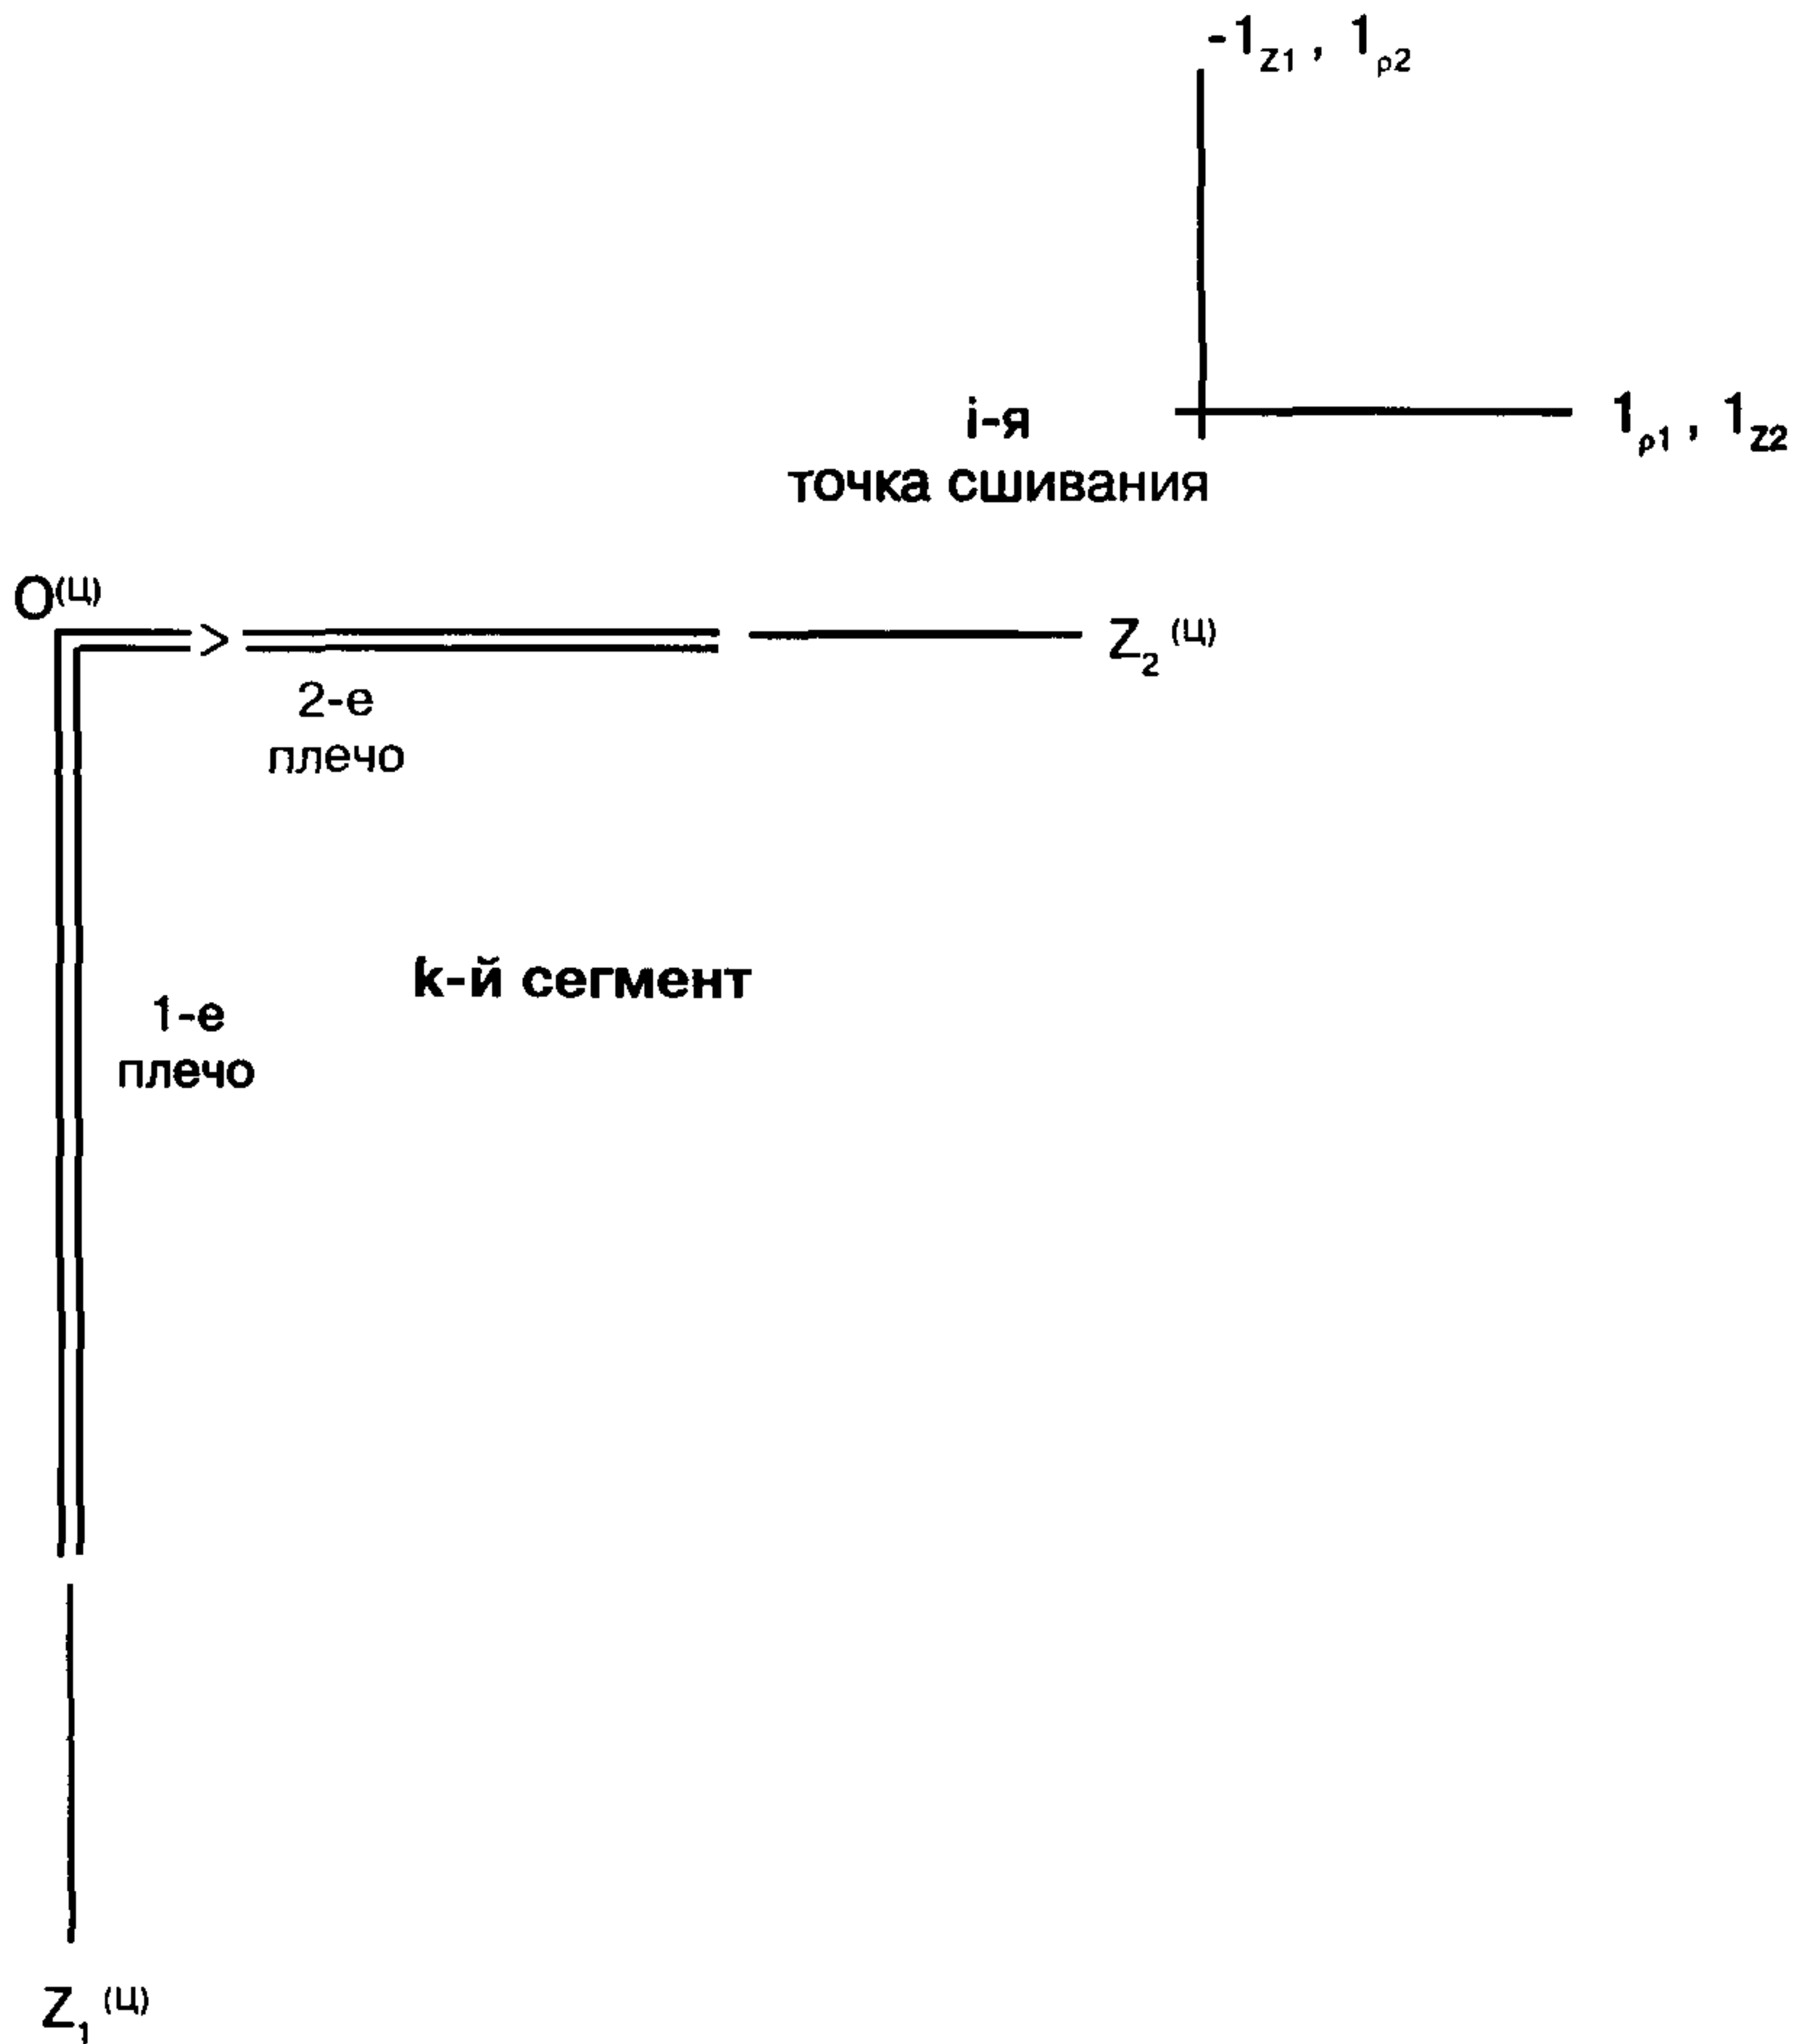 -1z1 , 1ρ2
1ρ1 , 1z2
i-я
точка сшивания
O(Ц)
Z2 (Ц)
2-е
плечо
k-й сегмент
1-е
плечо
Z1 (Ц)